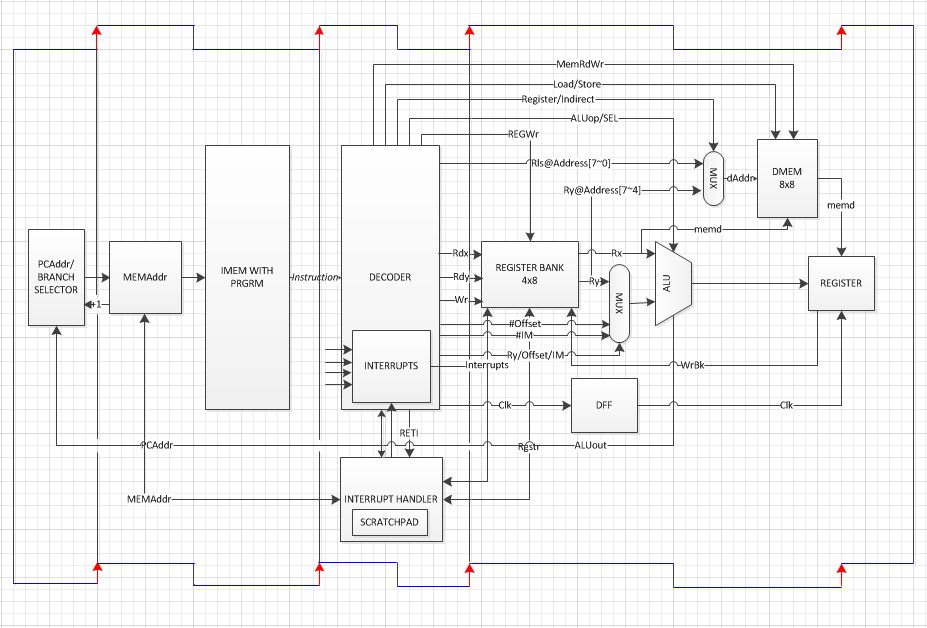 MemRdWr
Load/Store
Register/Indirect
ALUop/SEL
REGWr
Rls@Address[7~0]
MUX
dAddr
DMEM
8x8
Ry@Address[7~4]
memd
memd
PCAddr/
BRANCH
SELECTOR
+1
MEMAddr
IMEM WITH
PRGRM
Instruction
DECODER
Rdx
Rdy
Wr
REGISTER BANK
4x8
Rx
Ry
MUX
ALU
REGISTER
#Offset
#IM
Ry/Offset/IM
INTERRUPTS
Interrupts
WrBk
Clk
DFF
Clk
RETI
PCAddr
Rgstr
ALUout
MEMAddr
INTERRUPT HANDLER
SCRATCHPAD